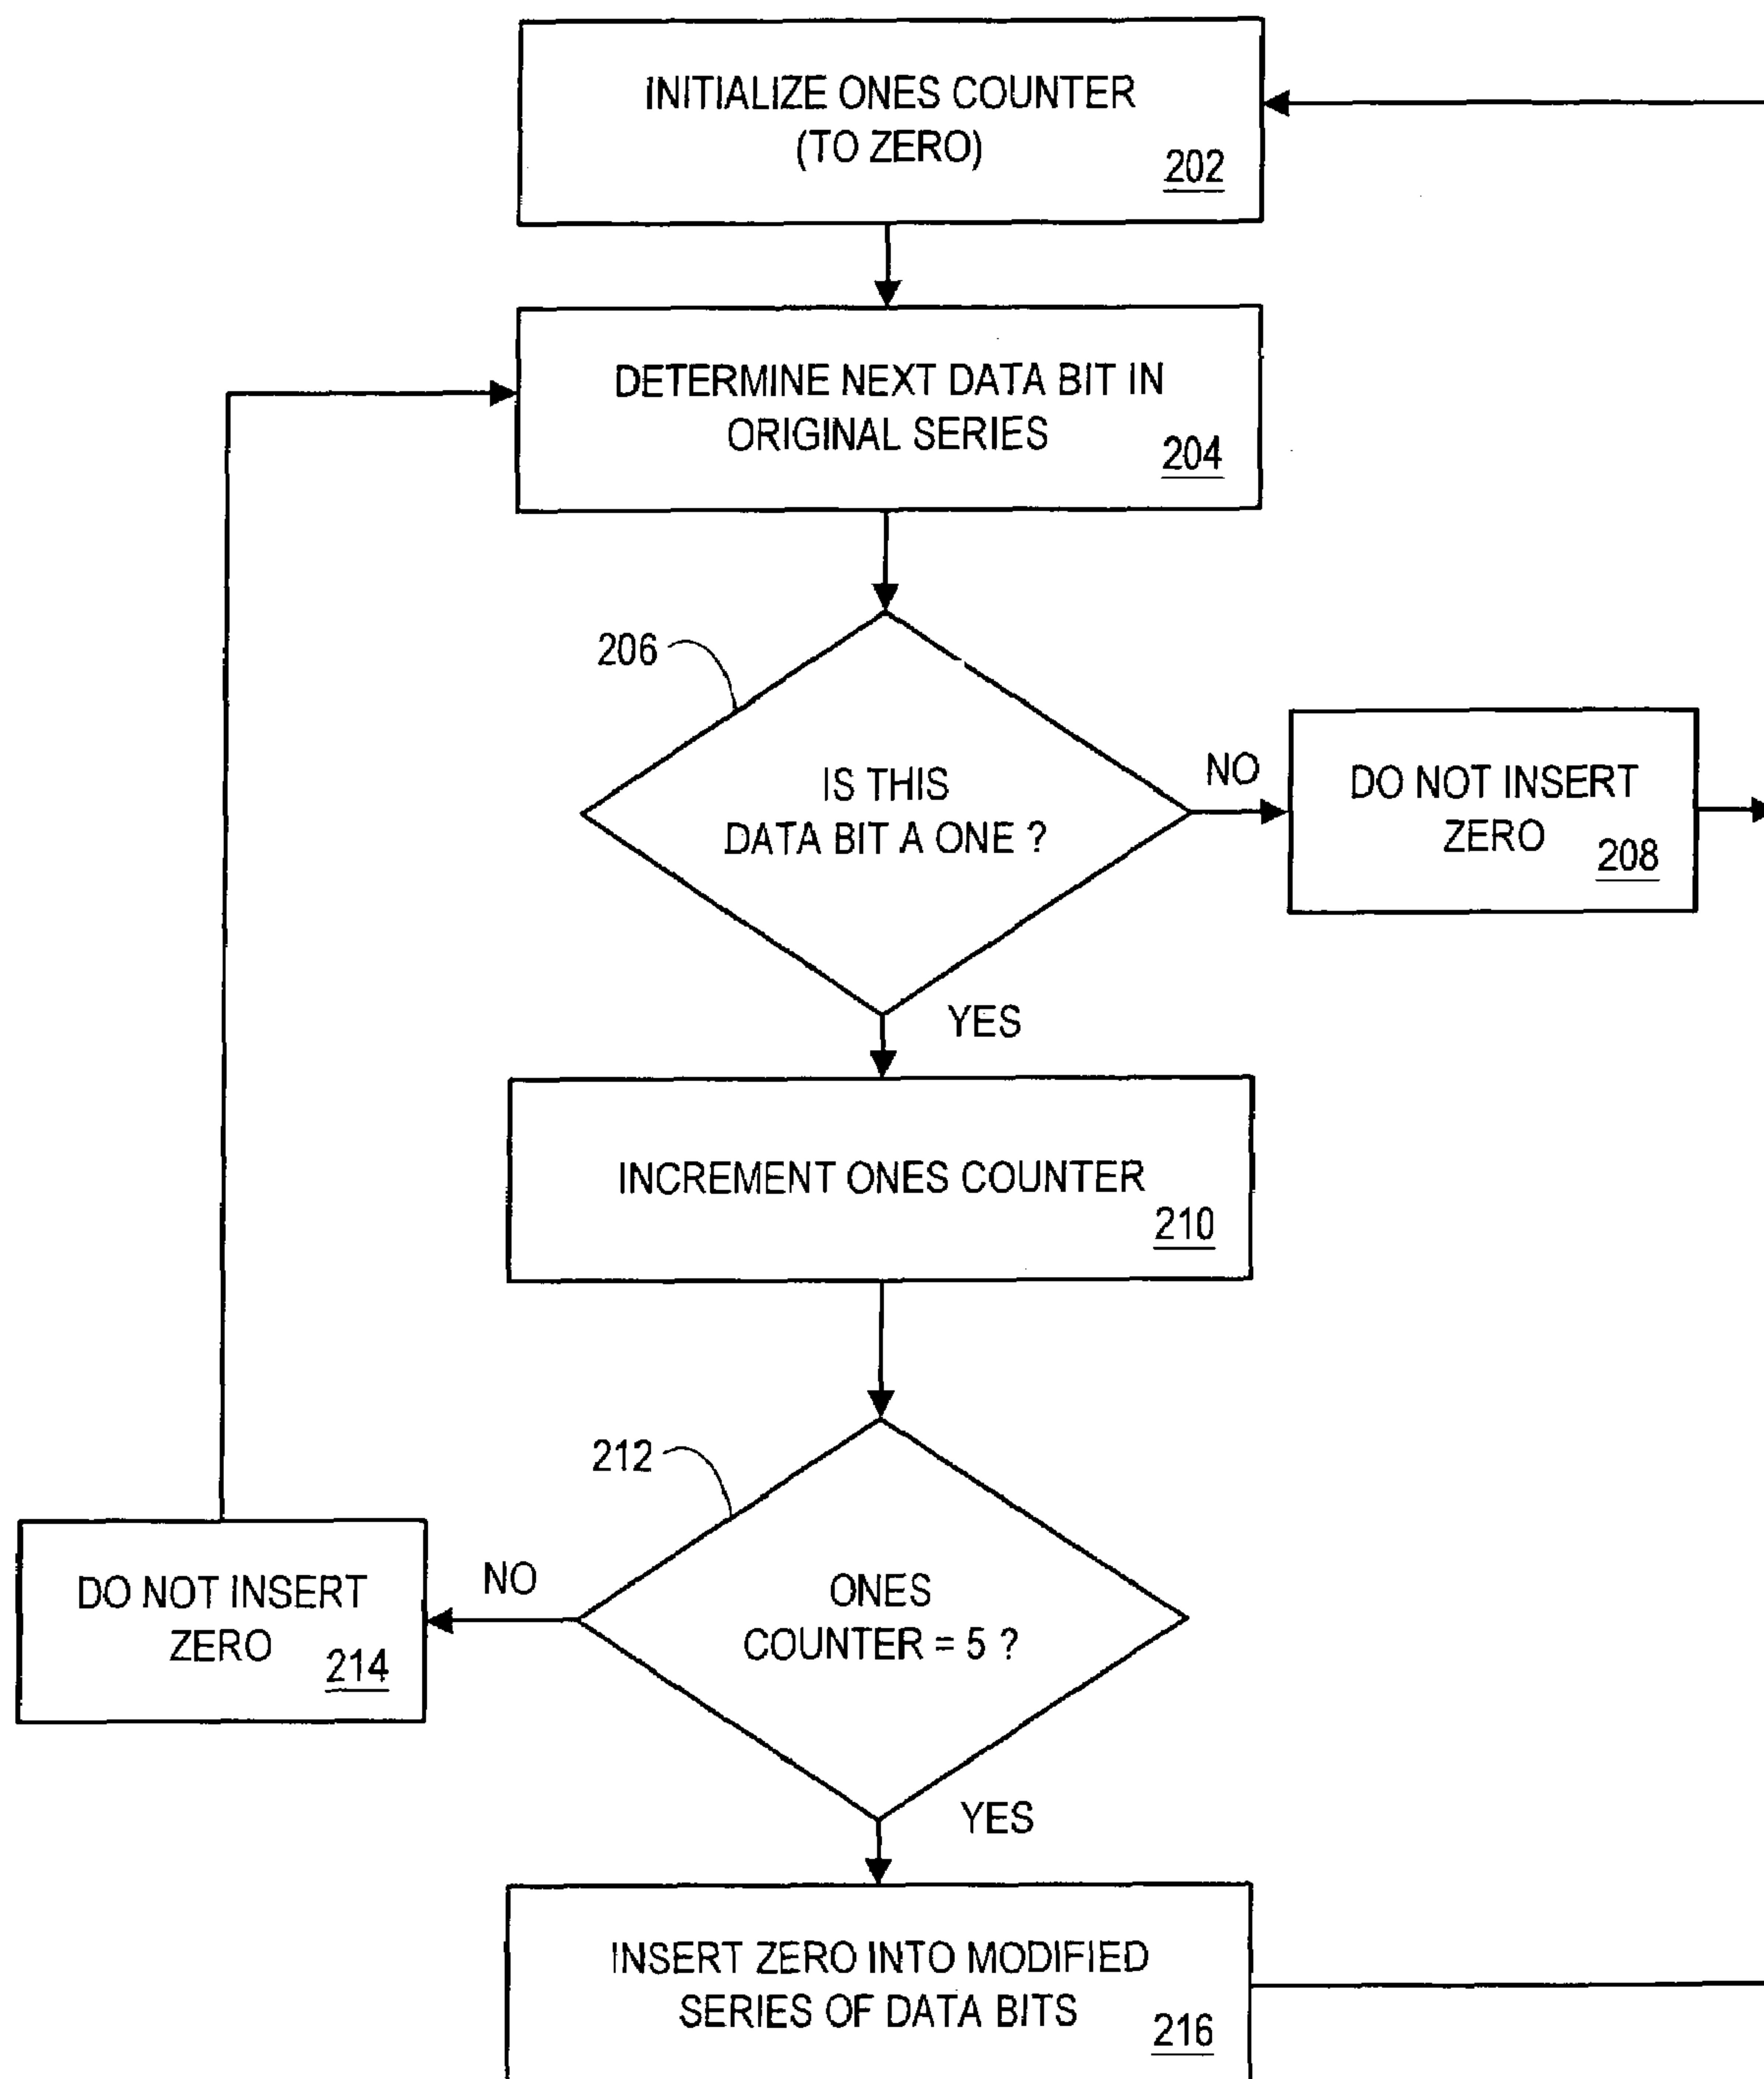 INITIALIZE ONES COUNTER
(TO ZERO)
202
DETERMINE NEXT DATA BIT IN
ORIGINAL SERIES
204
206
IS THIS
DATA BIT A ONE ?
NO
DO NOT INSERT
ZERO
208
YES
INCREMENT ONES COUNTER
210
212
ONES
COUNTER = 5 ?
NO
DO NOT INSERT
ZERO
214
YES
INSERT ZERO INTO MODIFIED
SERIES OF DATA BITS
216